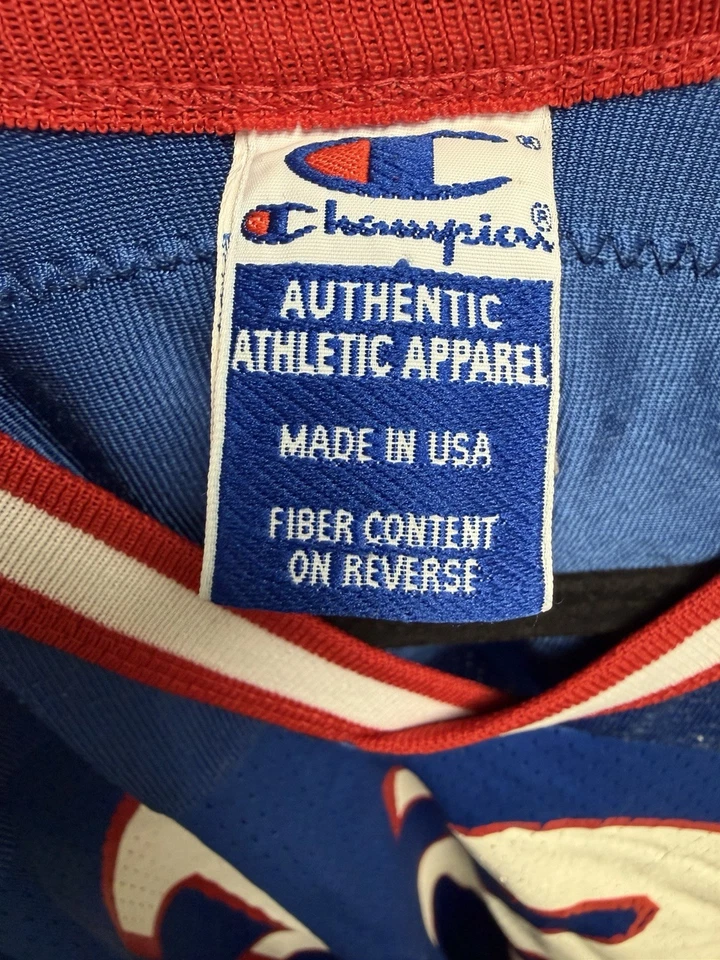 Champion®
AUTHENTIC
ATHLETIC APPAREL
MADE IN USA
FIBER CONTENT
ON REVERSE